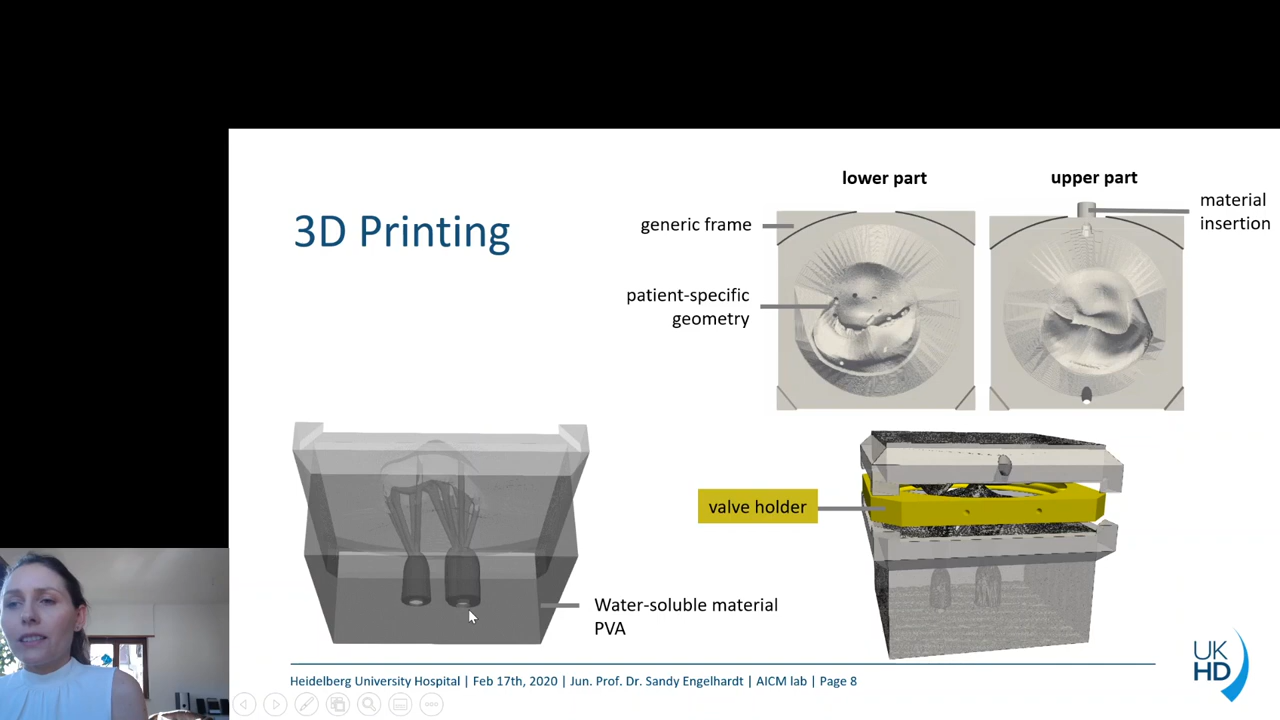 3D Printing
lower part
upper part
generic frame
material
insertion
patient-specific
geometry
valve holder
Water-soluble material
PVA
Heidelberg University Hospital | Feb 17th, 2020 | Jun. Prof. Dr. Sandy Engelhardt | AICM lab | Page 8
UK
HD